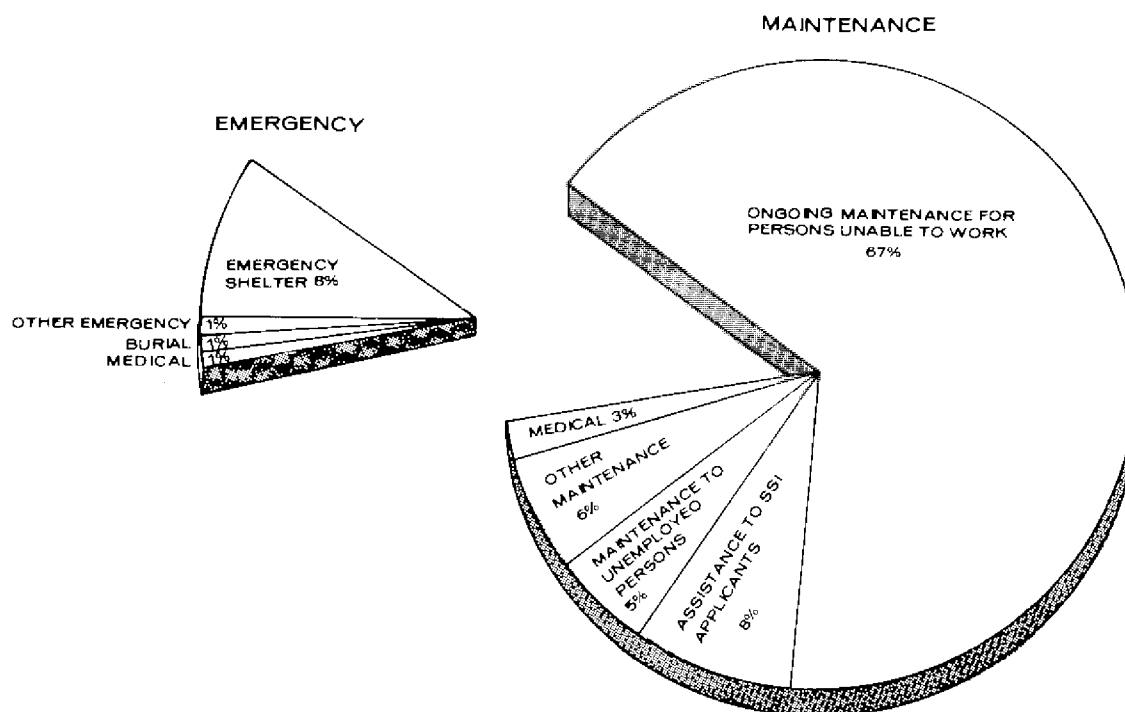 MAINTENANCE
EMERGENCY
ONGOING MAINTENANCE FOR
PERSONS UNABLE TO WORK
67%
EMERGENCY
SHELTER 8%
OTHER EMERGENCY 1%
BURIAL 1%
MEDICAL 1%
MEDICAL 3%
OTHER
MAINTENANCE
6%
MAINTENANCE TO
UNEMPLOYED
PERSONS
5%
ASSISTANCE TO SSI
APPLICANTS
8%